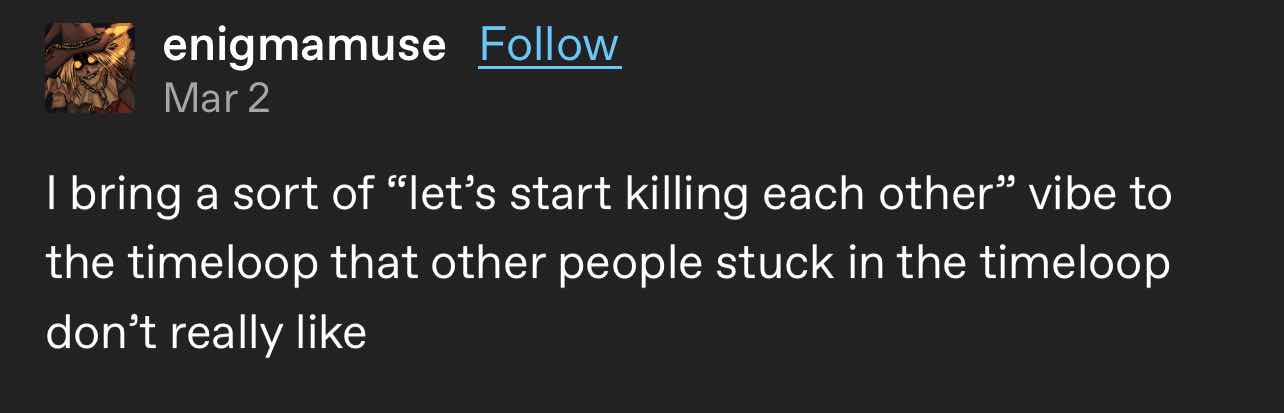 enigmamuse Follow
Mar 2
I bring a sort of “let’s start killing each other” vibe to
the timeloop that other people stuck in the timeloop
don’t really like